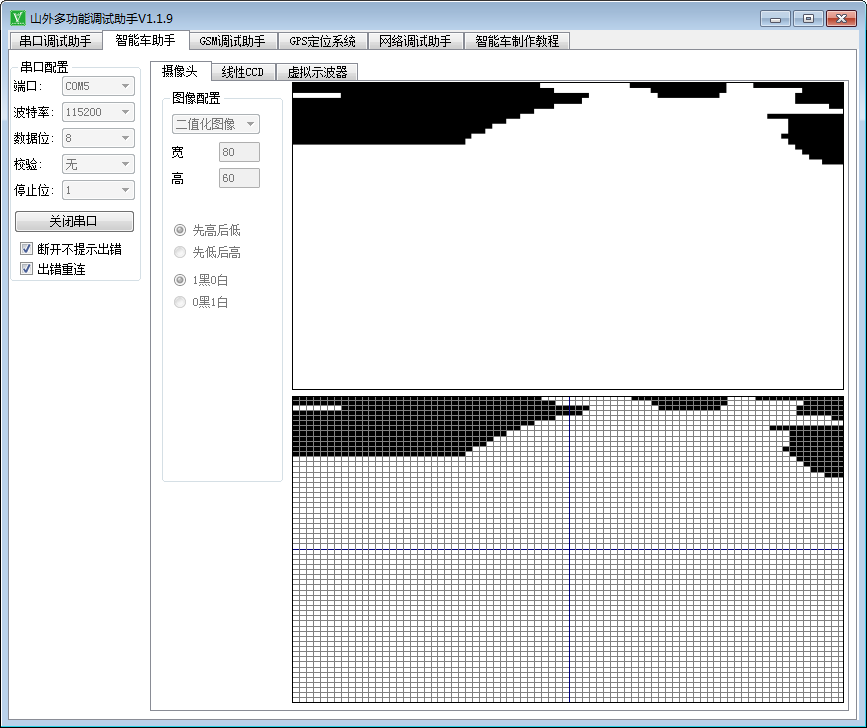 山外多功能调试助手V1.1.9
串口调试助手 智能车助手 GSM调试助手 GPS定位系统 网络调试助手 智能车制作教程
串口配置
端口: COM5
波特率: 115200
数据位: 8
校验: 无
停止位: 1
关闭串口
断开不提示出错
出错重连
摄像头 线性CCD 虚拟示波器
图像配置
二值化图像
宽 80
高 60
先高后低
先低后高
1黑0白
0黑1白